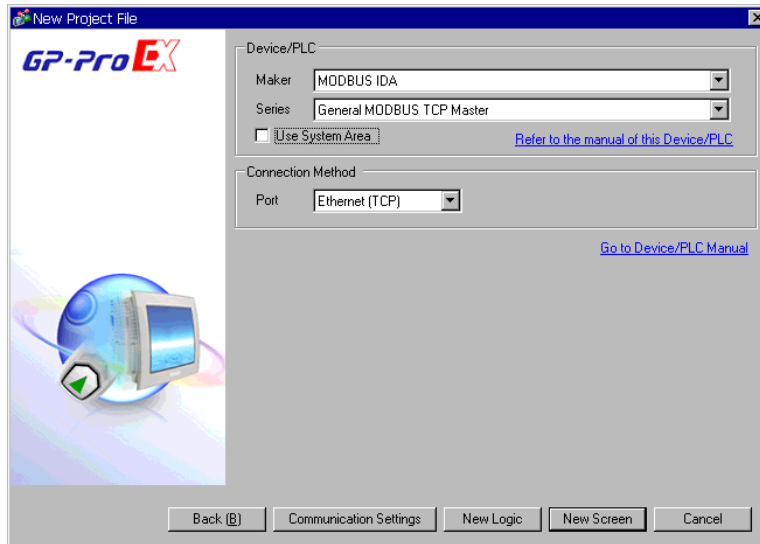 New Project File
GP-Pro EX
Device/PLC
Maker MODBUS IDA
Series General MODBUS TCP Master
Use System Area Refer to the manual of this Device/PLC
Connection Method
Port Ethernet (TCP)
Go to Device/PLC Manual
Back (B) Communication Settings New Logic New Screen Cancel